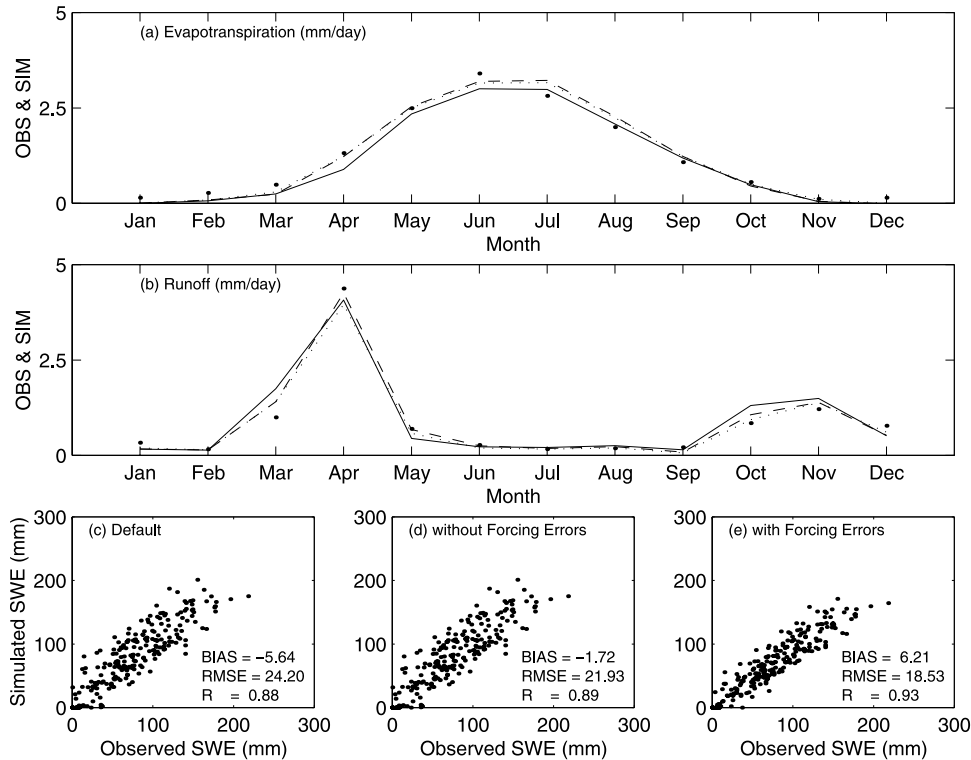 5
(a) Evapotranspiration (mm/day)
OBS & SIM
2.5
0
Jan Feb Mar Apr May Jun Jul Aug Sep Oct Nov Dec
Month
5
(b) Runoff (mm/day)
OBS & SIM
2.5
0
Jan Feb Mar Apr May Jun Jul Aug Sep Oct Nov Dec
Month
Simulated SWE (mm)
300
200
100
0
(c) Default
BIAS = −5.64
RMSE = 24.20
R = 0.88
0 100 200 300
Observed SWE (mm)
300
200
100
0
(d) without Forcing Errors
BIAS = −1.72
RMSE = 21.93
R = 0.89
0 100 200 300
Observed SWE (mm)
300
200
100
0
(e) with Forcing Errors
BIAS = 6.21
RMSE = 18.53
R = 0.93
0 100 200 300
Observed SWE (mm)